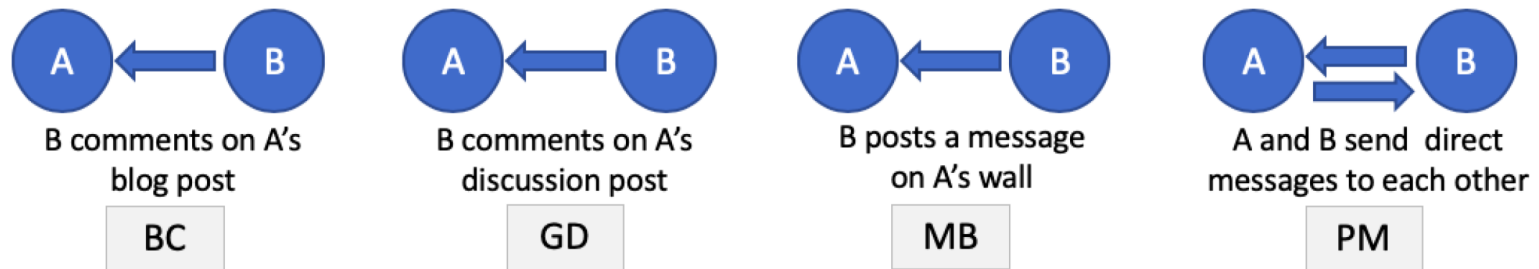 A B
B comments on A's
blog post
BC
A B
B comments on A's
discussion post
GD
A B
B posts a message
on A's wall
MB
A B
A and B send direct
messages to each other
PM